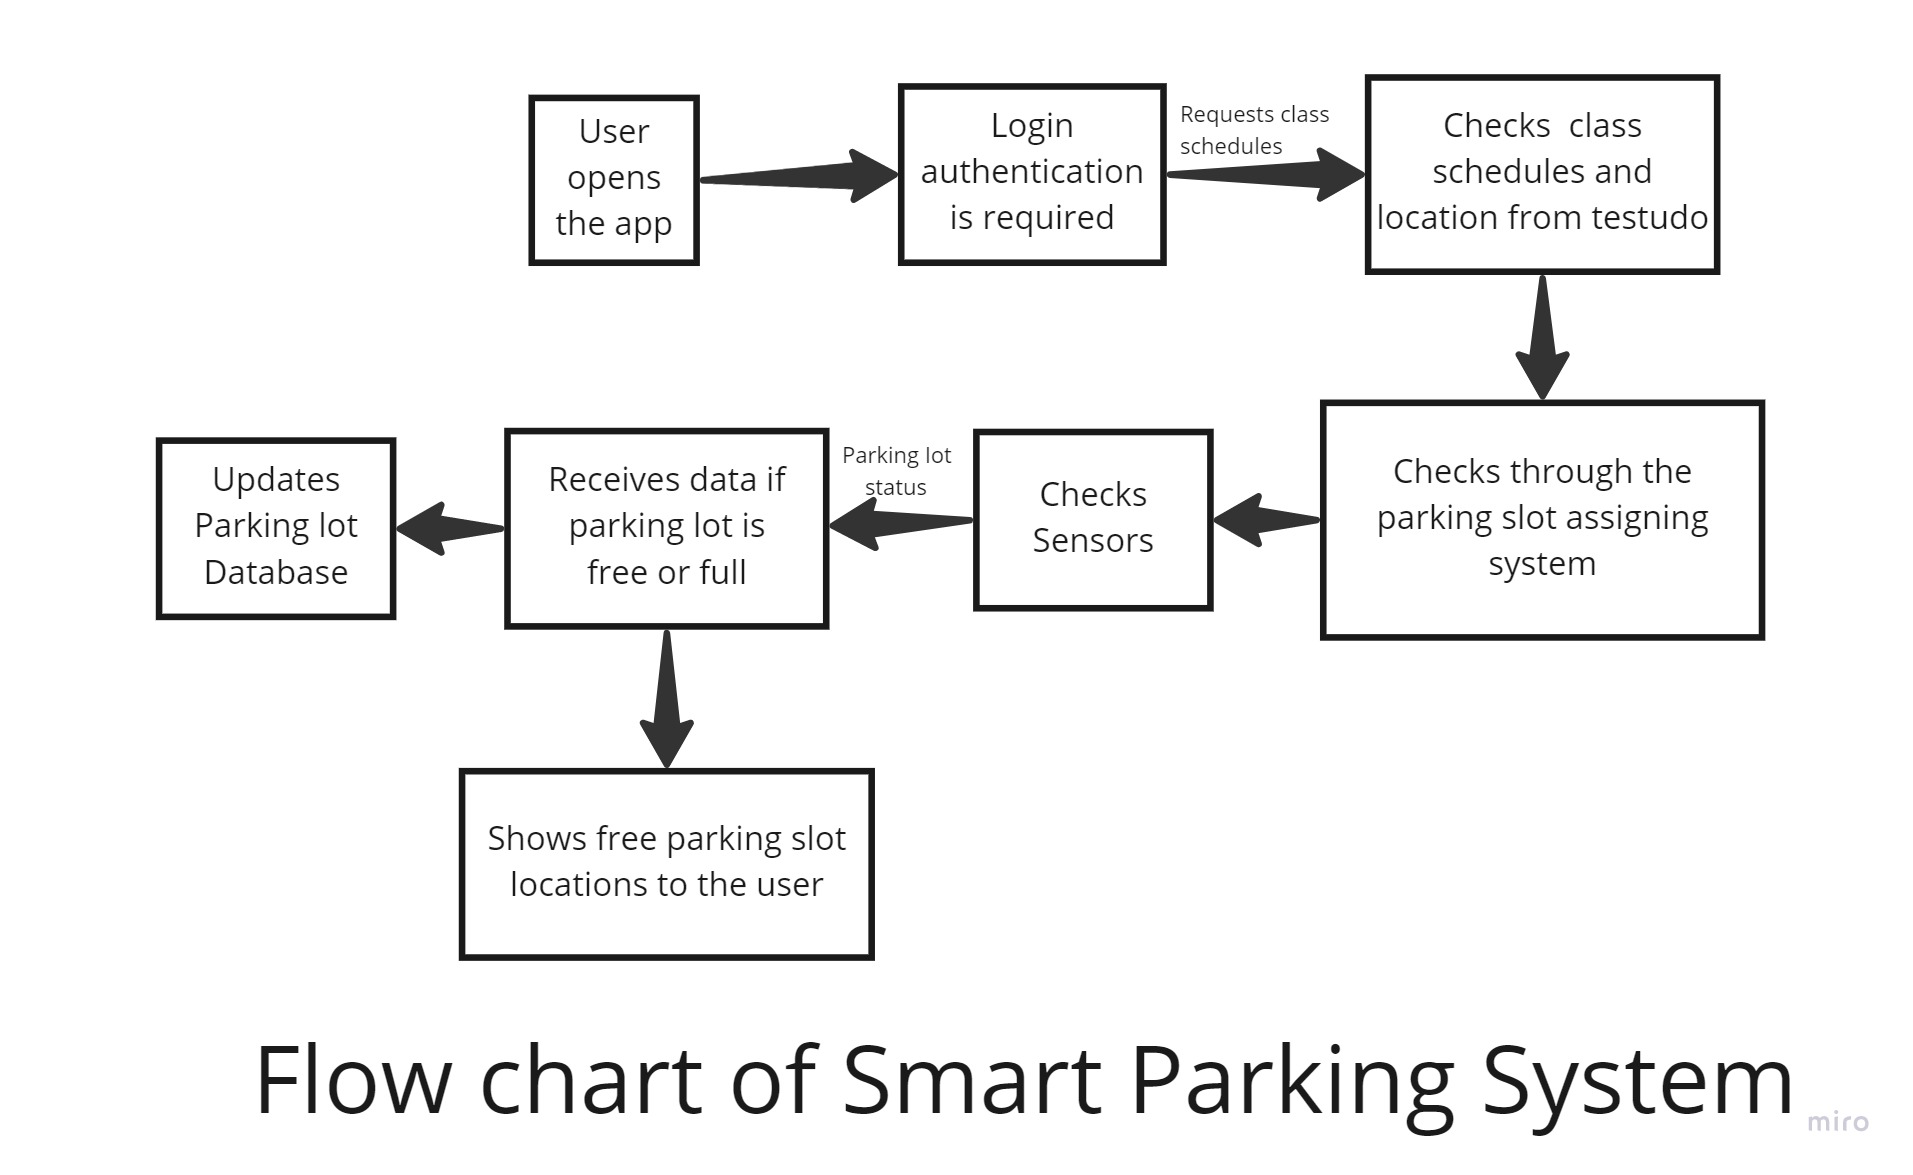 User
opens
the app
Login
authentication
is required
Requests class
schedules
Checks  class
schedules and
location from testudo
Checks through the
parking slot assigning
system
Checks
Sensors
Parking lot
status
Receives data if
parking lot is
free or full
Updates
Parking lot
Database
Shows free parking slot
locations to the user
Flow chart of Smart Parking System
miro